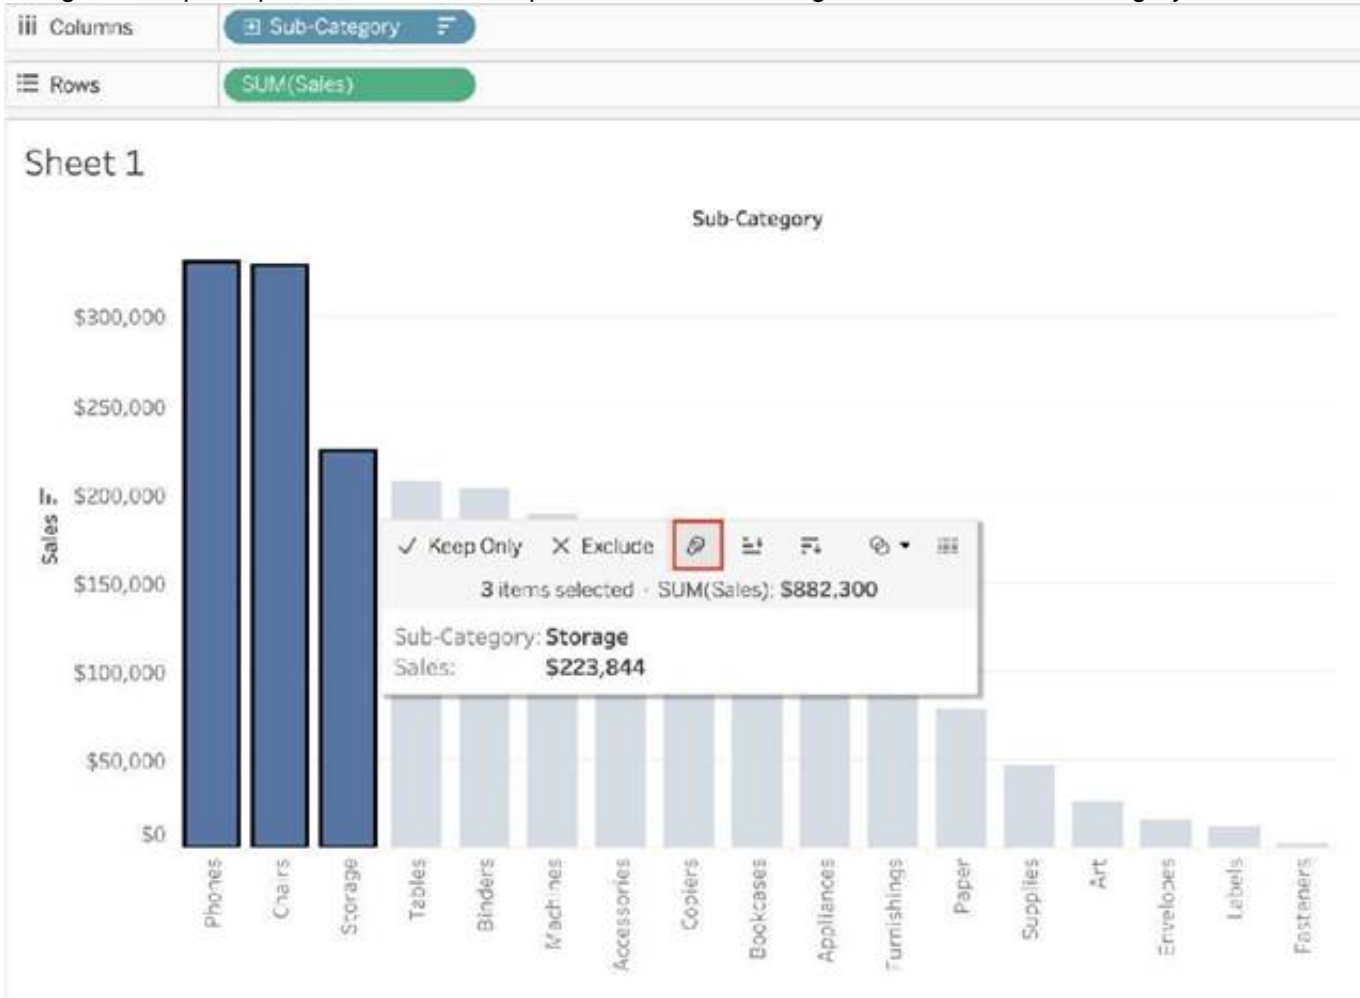 Columns
Sub-Category
Rows
SUM(Sales)
Sheet 1
Sub-Category
$300,000
$250,000
$200,000
$150,000
$100,000
$50,000
$0
Sales
Keep Only
Exclude
3 items selected · SUM(Sales): $882,300
Sub-Category: Storage
Sales: $223,844
Phones
Chairs
Storage
Tables
Binders
Machines
Accessories
Copiers
Bookcases
Appliances
Furnishings
Paper
Supplies
Art
Envelopes
Labels
Fasteners